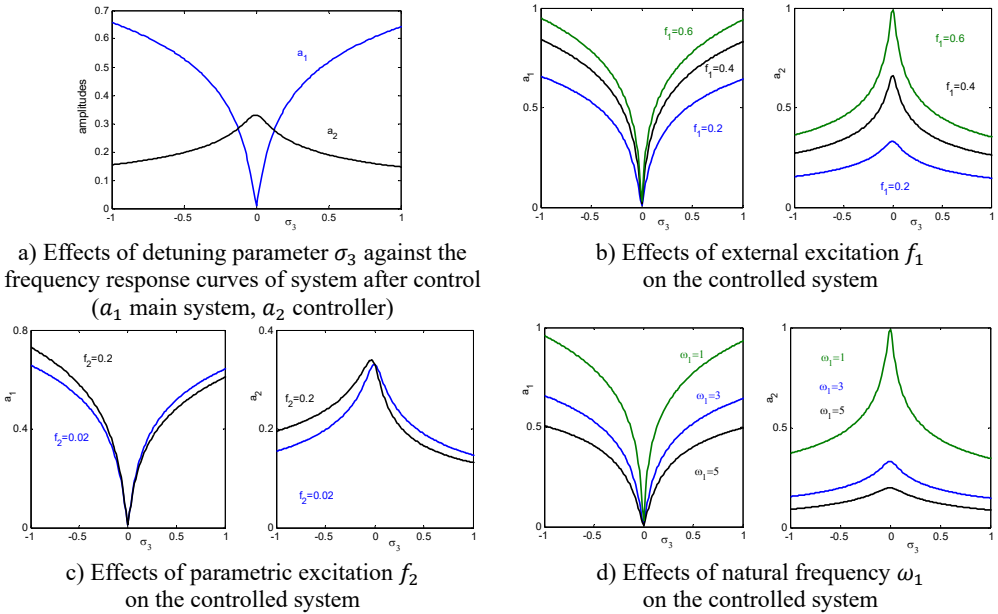 0.7
0.6
0.5
0.4
0.3
0.2
0.1
0
amplitudes
a1
a2
-1 -0.5 0 0.5 1
σ3
a) Effects of detuning parameter σ3 against the
frequency response curves of system after control
(a1 main system, a2 controller)
1
0.5
0
a1
f1=0.6
f1=0.4
f1=0.2
-1 -0.5 0 0.5 1
σ3
1
0.5
0
a2
f1=0.6
f1=0.4
f1=0.2
-1 -0.5 0 0.5 1
σ3
b) Effects of external excitation f1
on the controlled system
0.8
0.4
0
a1
f2=0.2
f2=0.02
-1 -0.5 0 0.5 1
σ3
0.4
0.2
0
a2
f2=0.2
f2=0.02
-1 -0.5 0 0.5 1
σ3
c) Effects of parametric excitation f2
on the controlled system
1
0.5
0
a1
ω1=1
ω1=3
ω1=5
-1 -0.5 0 0.5 1
σ3
1
0.5
0
a2
ω1=1
ω1=3
ω1=5
-1 -0.5 0 0.5 1
σ3
d) Effects of natural frequency ω1
on the controlled system